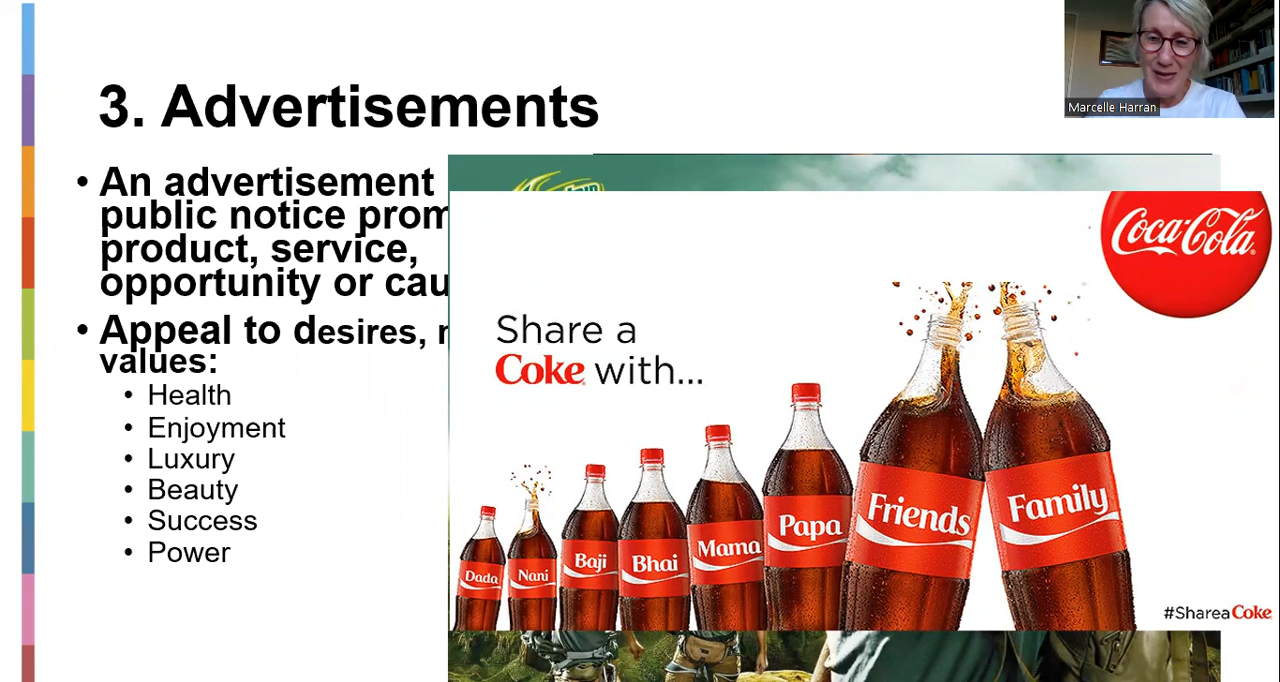 3. Advertisements
Marcelle Harran
• An advertisement
public notice prom
product, service,
opportunity or cau
• Appeal to desires,
values:
• Health
• Enjoyment
• Luxury
• Beauty
• Success
• Power
Coca-Cola
Share a
Coke with...
Dada
Nani
Baji
Bhai
Mama
Papa
Friends
Family
#ShareaCoke